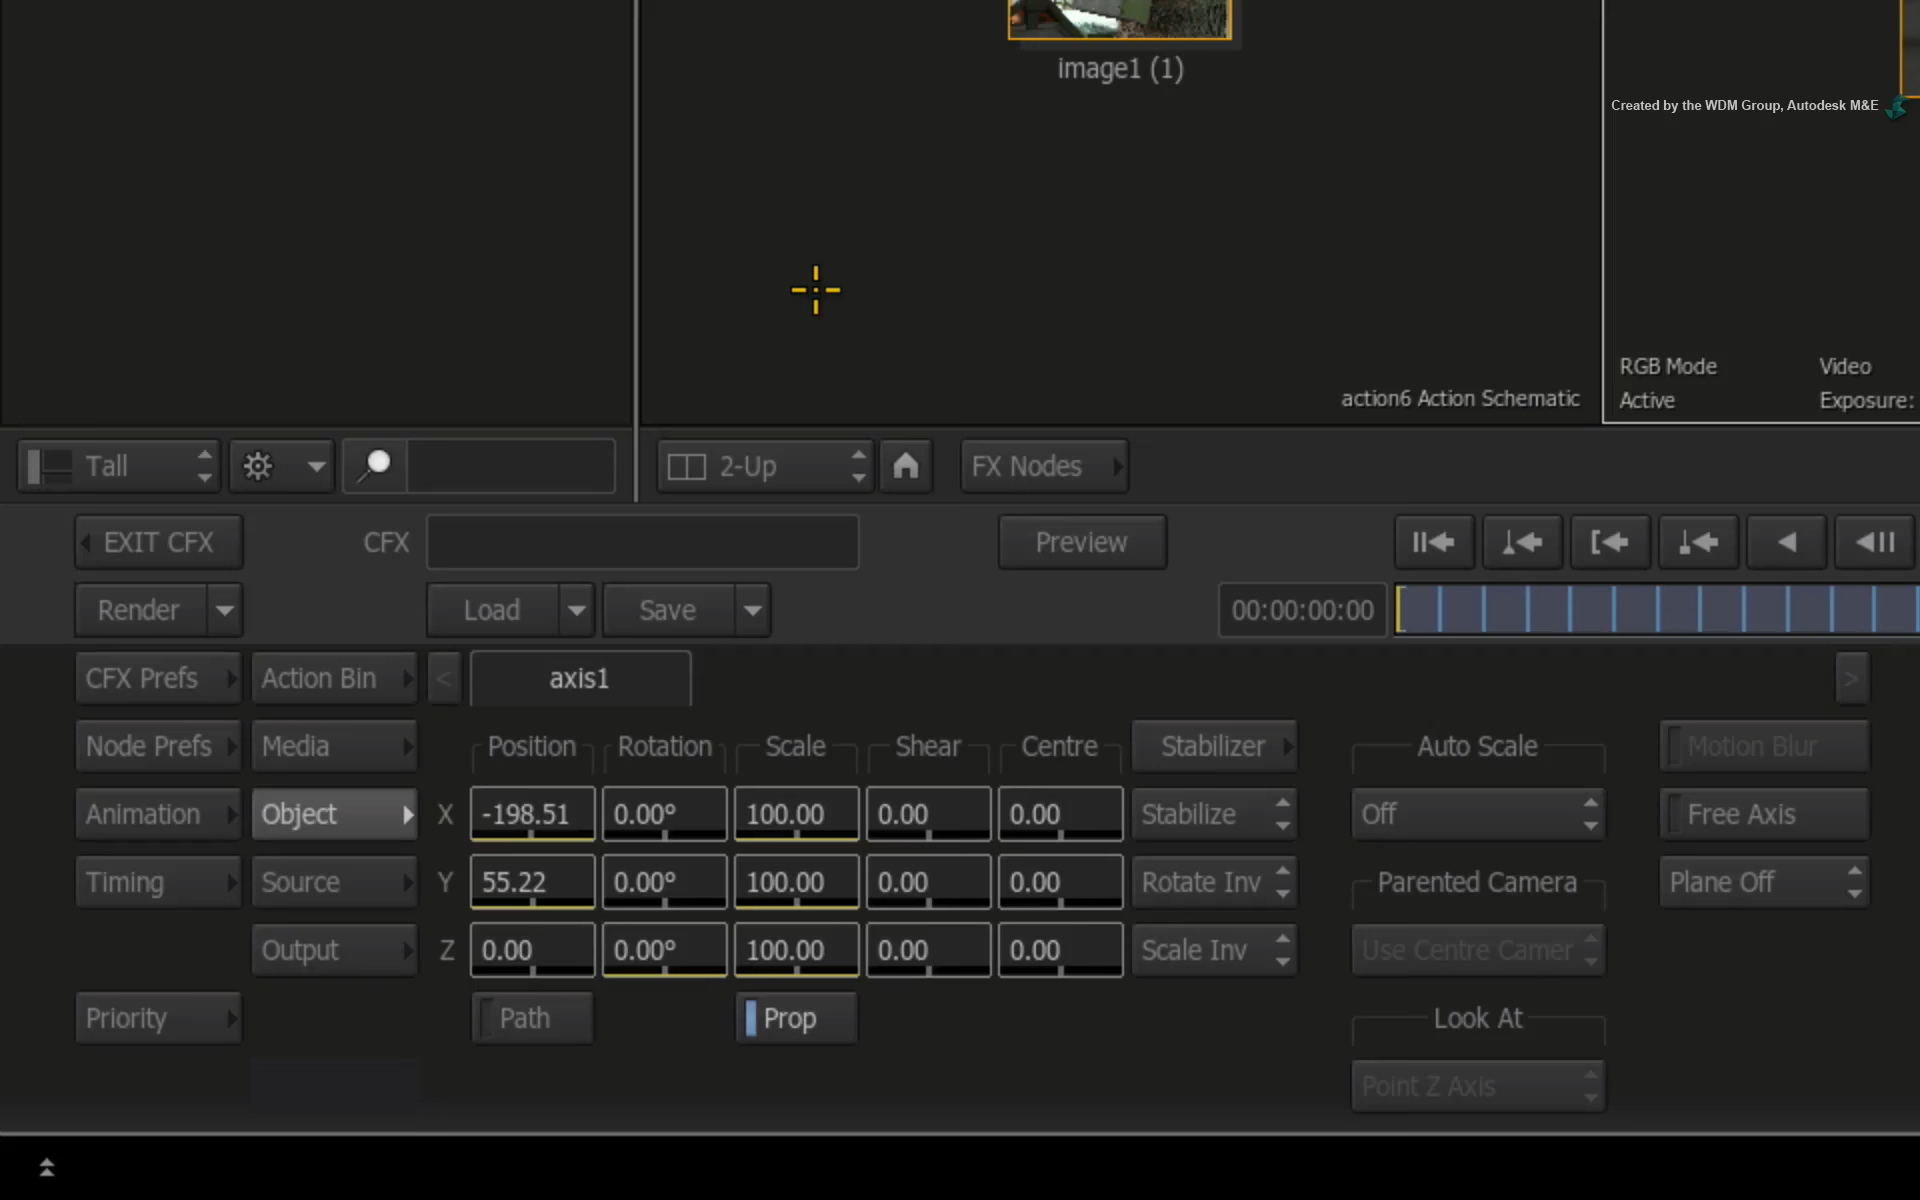 image1 (1)
Created by the WDM Group, Autodesk M&E
RGB Mode Video
action6 Action Schematic
Active Exposure:
Tall
2-Up
FX Nodes
EXIT CFX CFX Preview
Render Load Save 00:00:00:00
CFX Prefs Action Bin < axis1 >
Node Prefs Media Position Rotation Scale Shear Centre Stabilizer Auto Scale Motion Blur
Animation Object X -198.51 0.00° 100.00 0.00 0.00 Stabilize Off Free Axis
Timing Source Y 55.22 0.00° 100.00 0.00 0.00 Rotate Inv Parented Camera Plane Off
Output Z 0.00 0.00° 100.00 0.00 0.00 Scale Inv Use Centre Camer
Priority Path Prop Look At
Point Z Axis